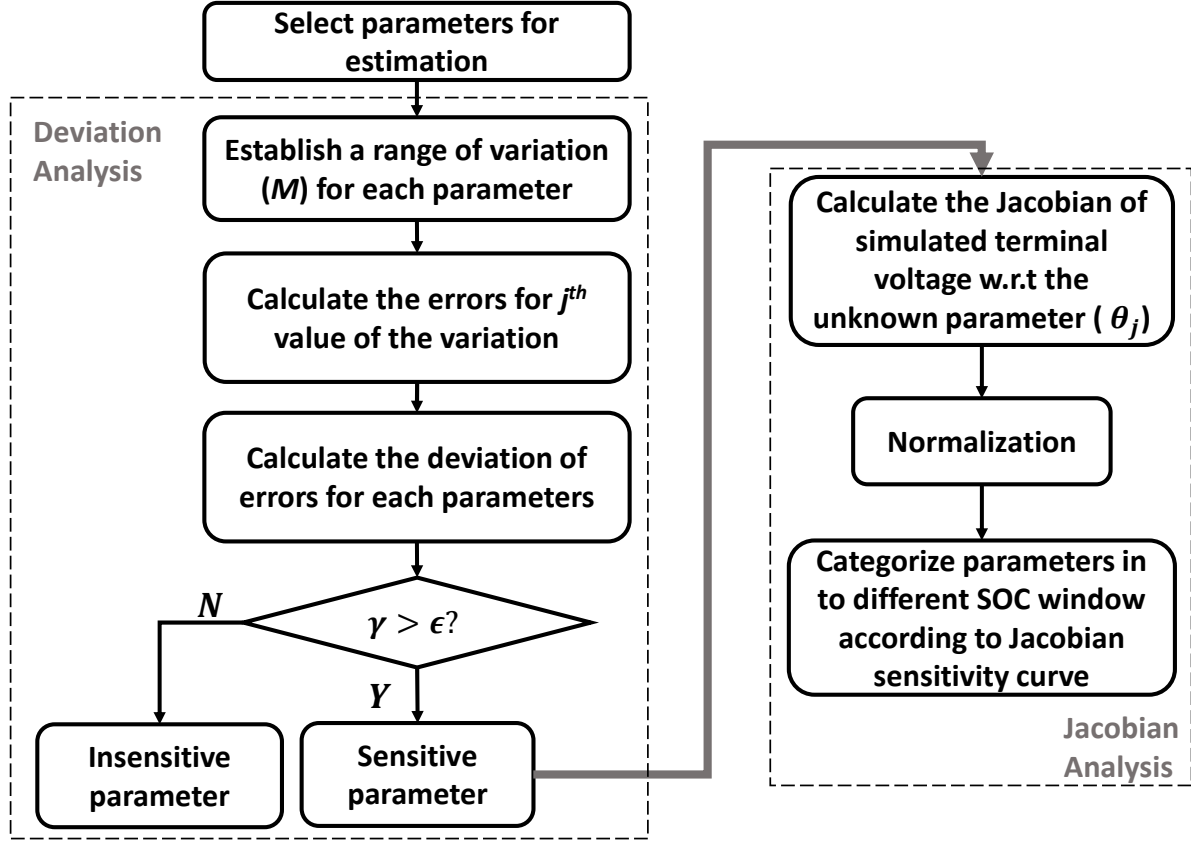 Select parameters for
estimation
Deviation
Analysis
Establish a range of variation
(M) for each parameter
Calculate the errors for jᵗʰ
value of the variation
Calculate the deviation of
errors for each parameters
γ > ϵ?
N
Y
Insensitive
parameter
Sensitive
parameter
Calculate the Jacobian of
simulated terminal
voltage w.r.t the
unknown parameter ( θⱼ)
Normalization
Categorize parameters in
to different SOC window
according to Jacobian
sensitivity curve
Jacobian
Analysis